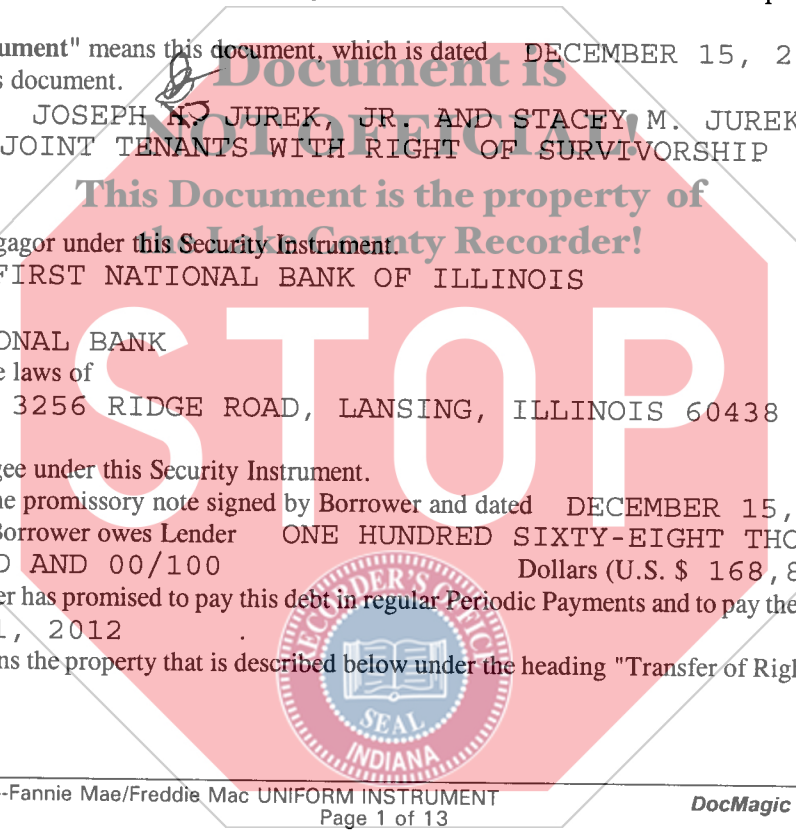 ument" means this document, which is dated DECEMBER 15, 2
Document is
s document.
JOSEPH JUREK, JR. AND STACEY M. JUREK
NOT OFFICIAL!
JOINT TENANTS WITH RIGHT OF SURVIVORSHIP
This Document is the property of
gagor under this Security Instrument.
the Lake County Recorder!
FIRST NATIONAL BANK OF ILLINOIS
ONAL BANK
e laws of
3256 RIDGE ROAD, LANSING, ILLINOIS 60438
STOP
gee under this Security Instrument.
he promissory note signed by Borrower and dated DECEMBER 15,
Borrower owes Lender ONE HUNDRED SIXTY-EIGHT THO
D AND 00/100 Dollars (U.S. $ 168,8
er has promised to pay this debt in regular Periodic Payments and to pay the
1, 2012 .
ns the property that is described below under the heading "Transfer of Righ
RECORDER'S OFFICE
SEAL
INDIANA
--Fannie Mae/Freddie Mac UNIFORM INSTRUMENT
DocMagic
Page 1 of 13